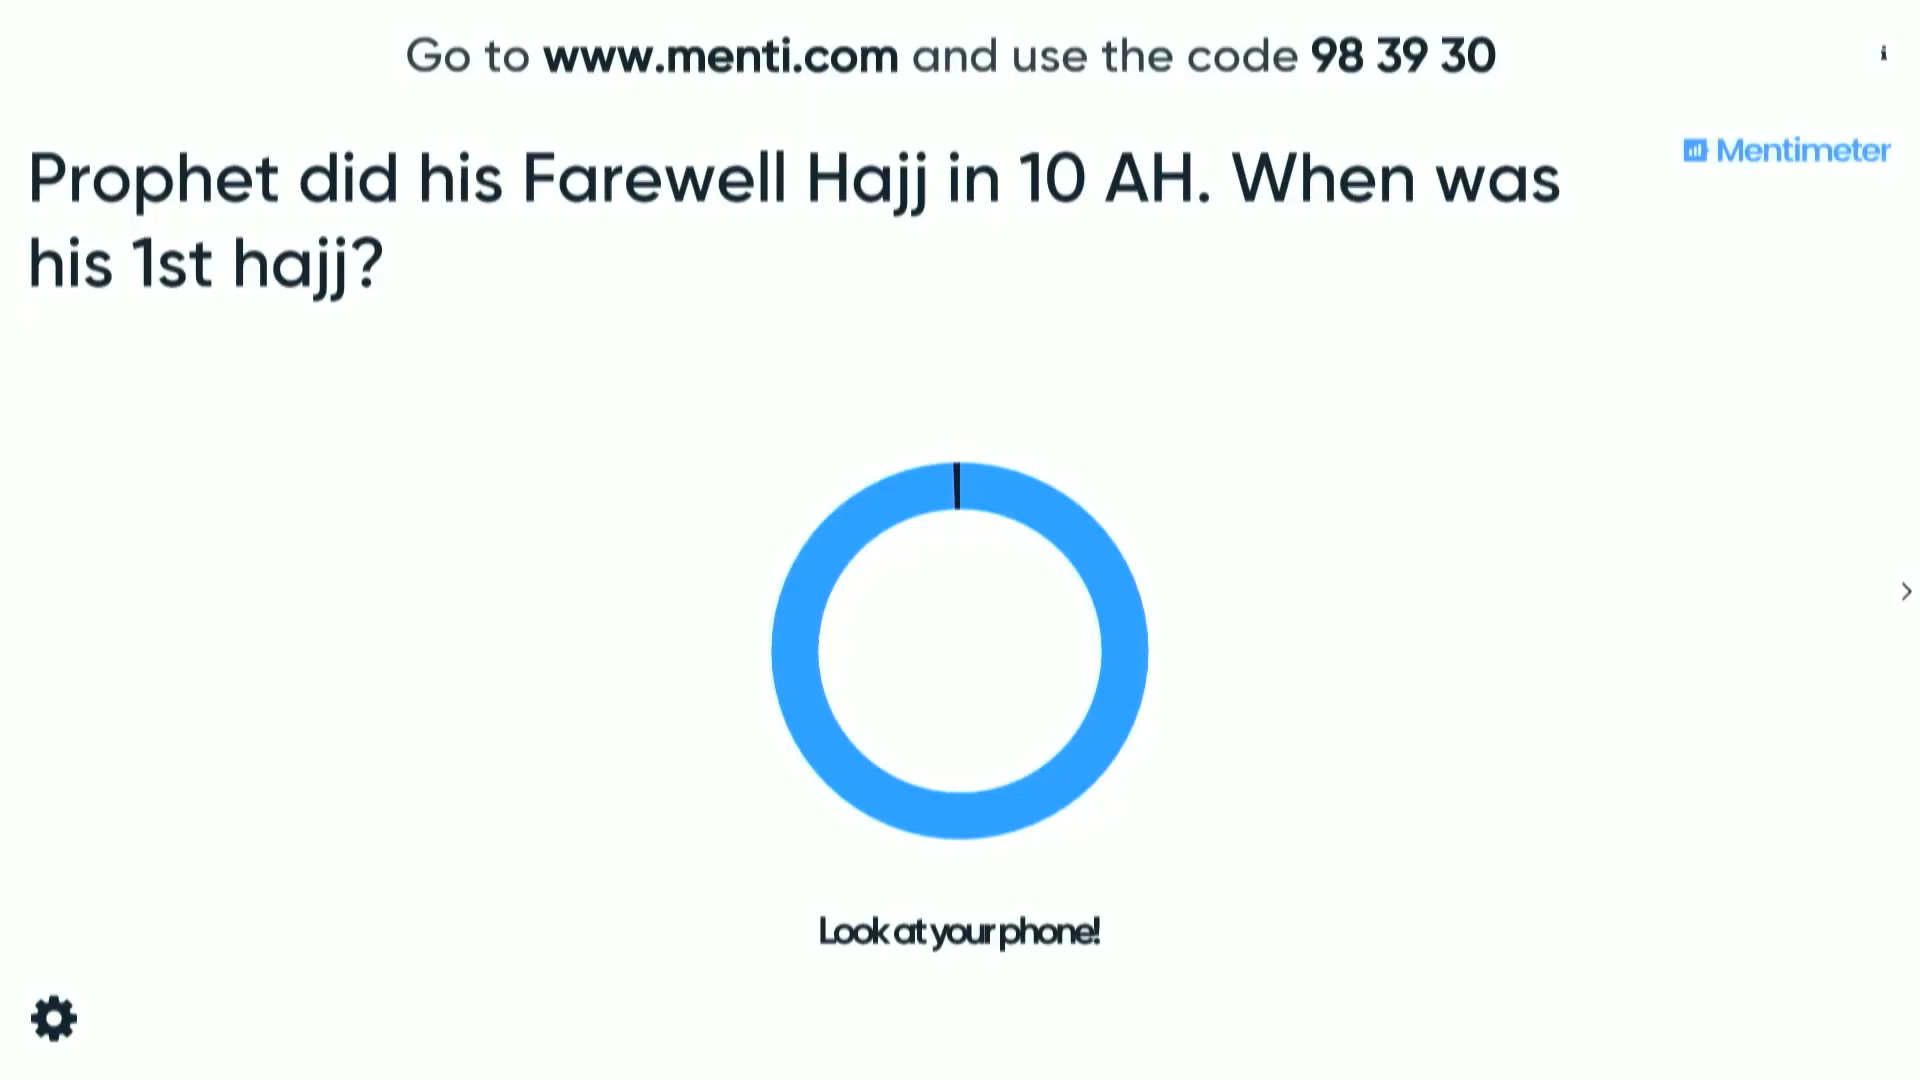 Go to www.menti.com and use the code 98 39 30
Mentimeter
Prophet did his Farewell Hajj in 10 AH. When was
his 1st hajj?
Look at your phone!